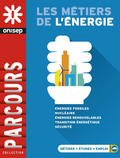 onisep
LES MÉTIERS
DE L'ÉNERGIE
ÉNERGIES FOSSILES
NUCLÉAIRE
ÉNERGIES RENOUVELABLES
TRANSITION ÉNERGÉTIQUE
SÉCURITÉ
COLLECTION
PARCOURS
MÉTIERS • ÉTUDES • EMPLOI